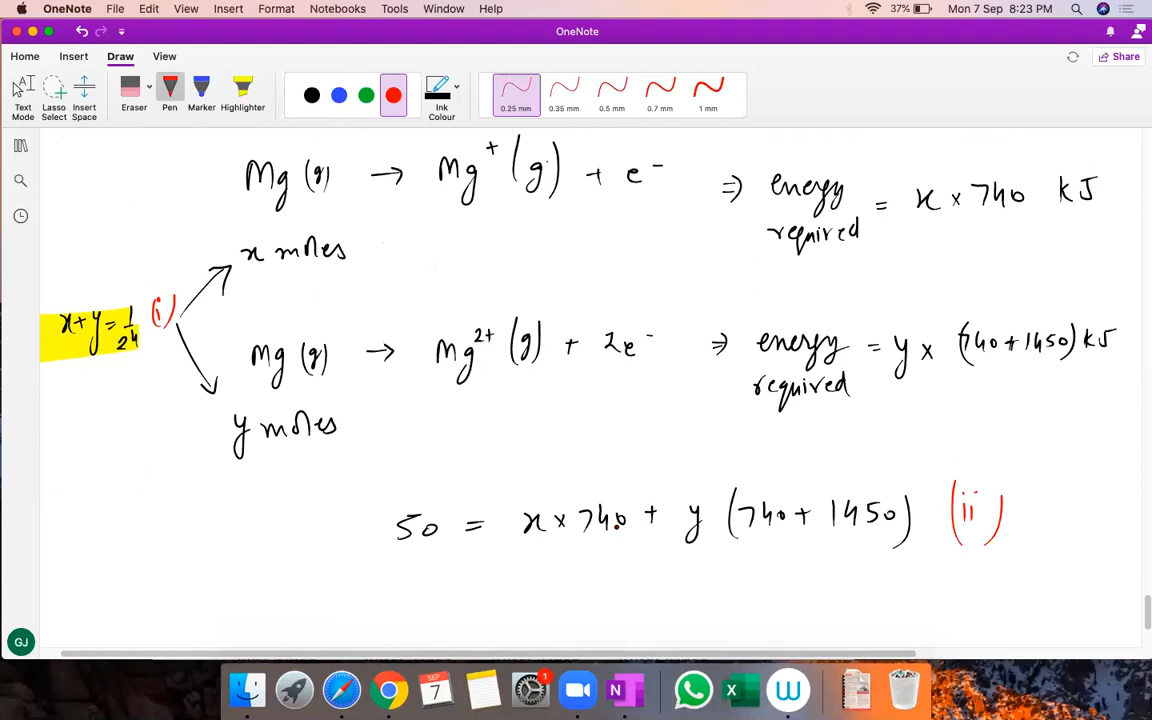 OneNote File Edit View Insert Format Notebooks Tools Window Help 37% Mon 7 Sep 8:23 PM
OneNote
Home Insert Draw View Share
Text Mode Lasso Select Insert Space Eraser Pen Marker Highlighter 0.25 mm 0.35 mm 0.5 mm 0.7 mm 1 mm Ink Colour
Mg (g) → Mg⁺ (g) + e⁻ ⇒ energy required = x × 740 kJ
x moles
x + y = 1/24 (i)
Mg (g) → Mg²⁺ (g) + 2e⁻ ⇒ energy required = y × (740 + 1450) kJ
y moles
50 = x × 740 + y (740 + 1450) (ii)
GJ
SEP 7 1 N X W